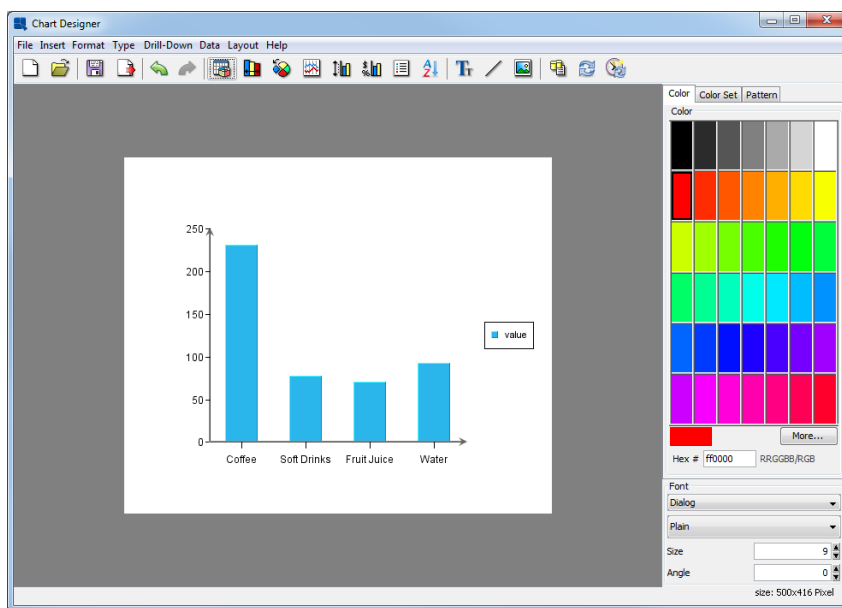 Chart Designer
File Insert Format Type Drill-Down Data Layout Help
Color Color Set Pattern
Color
250
200
150
100
50
0
Coffee Soft Drinks Fruit Juice Water
value
More...
Hex # ff0000 RRGGBB/RGB
Font
Dialog
Plain
Size 9
Angle 0
size: 500x416 Pixel